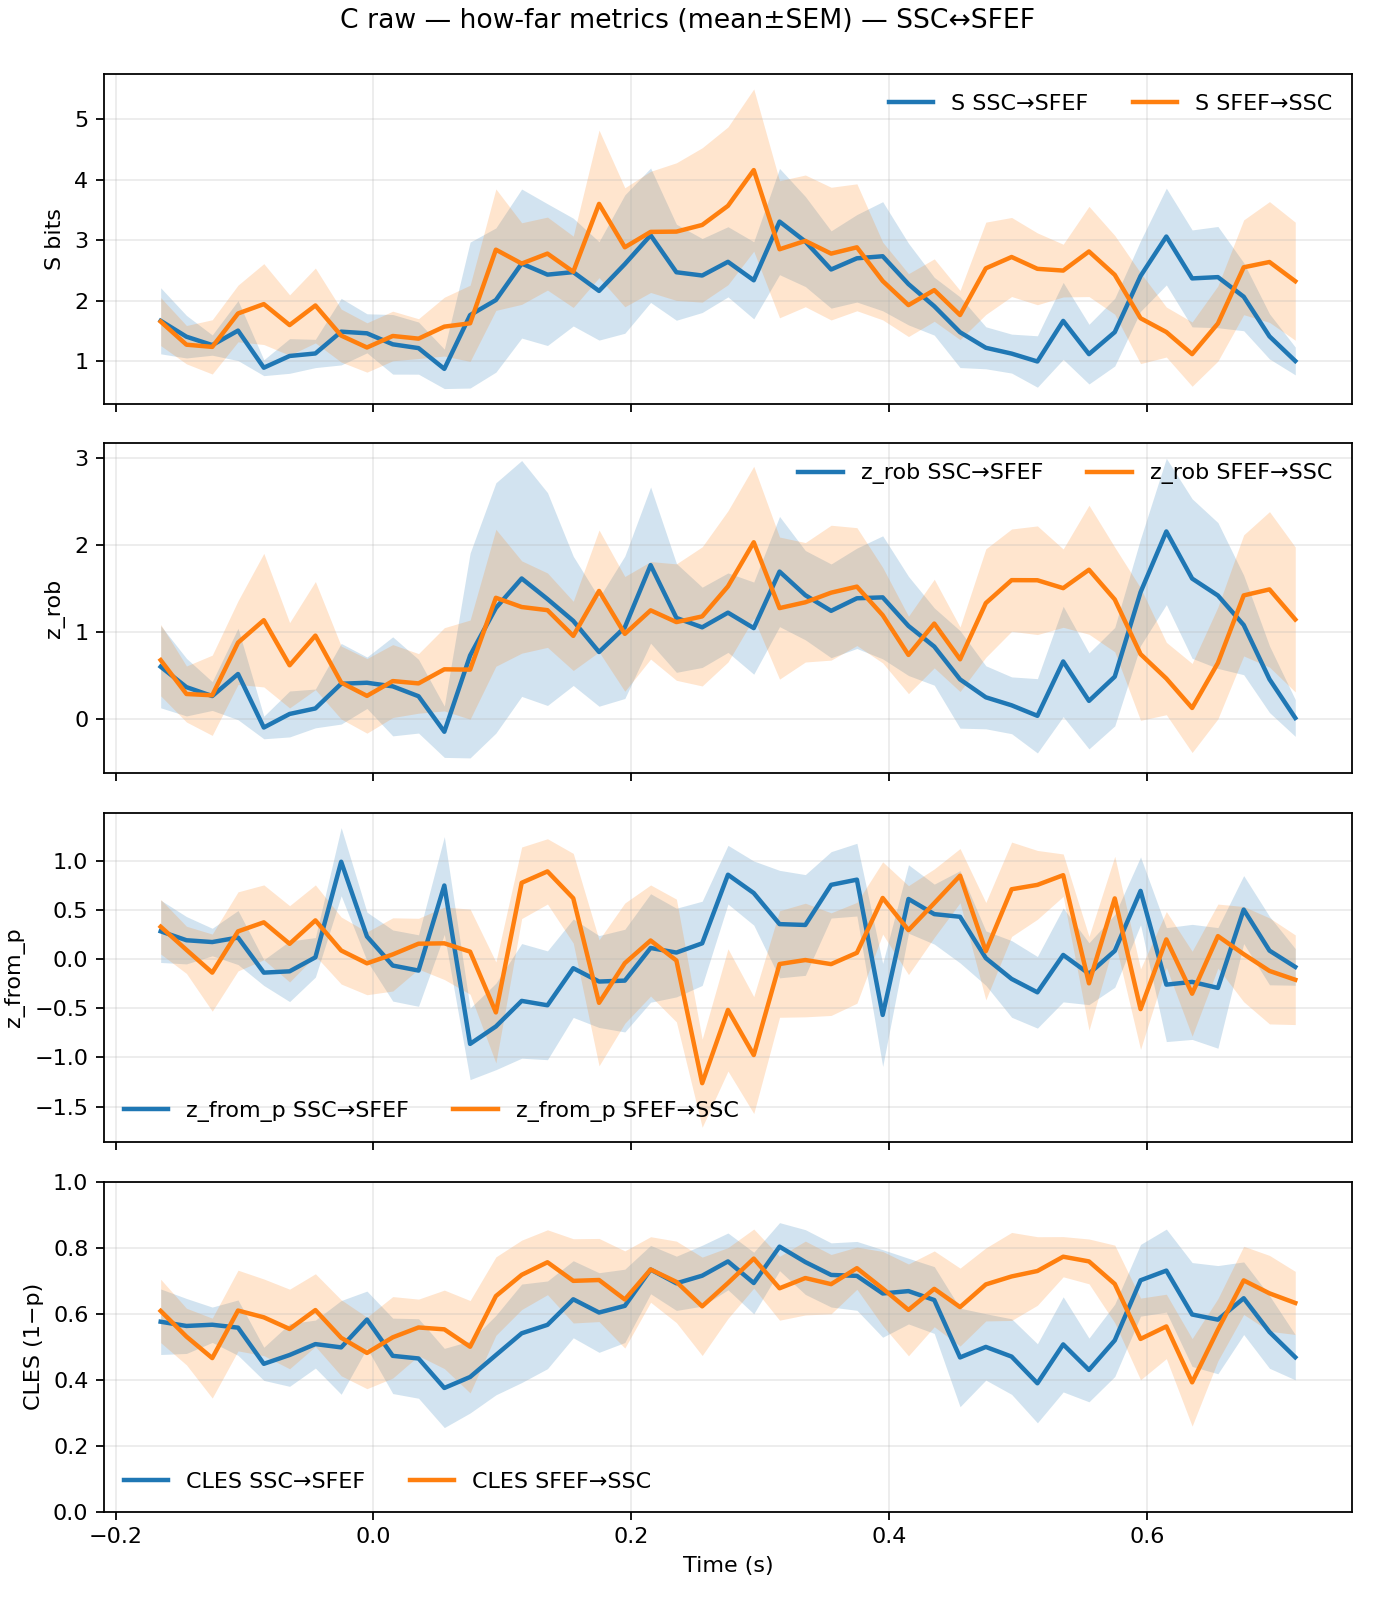 C raw — how-far metrics (mean±SEM) — SSC↔SFEF
S SSC→SFEF S SFEF→SSC
5
4
3
2
1
S bits
z_rob SSC→SFEF z_rob SFEF→SSC
3
2
1
0
z_rob
1.0
0.5
0.0
−0.5
−1.0
−1.5
z_from_p
z_from_p SSC→SFEF z_from_p SFEF→SSC
1.0
0.8
0.6
0.4
0.2
0.0
CLES (1−p)
CLES SSC→SFEF CLES SFEF→SSC
−0.2 0.0 0.2 0.4 0.6
Time (s)